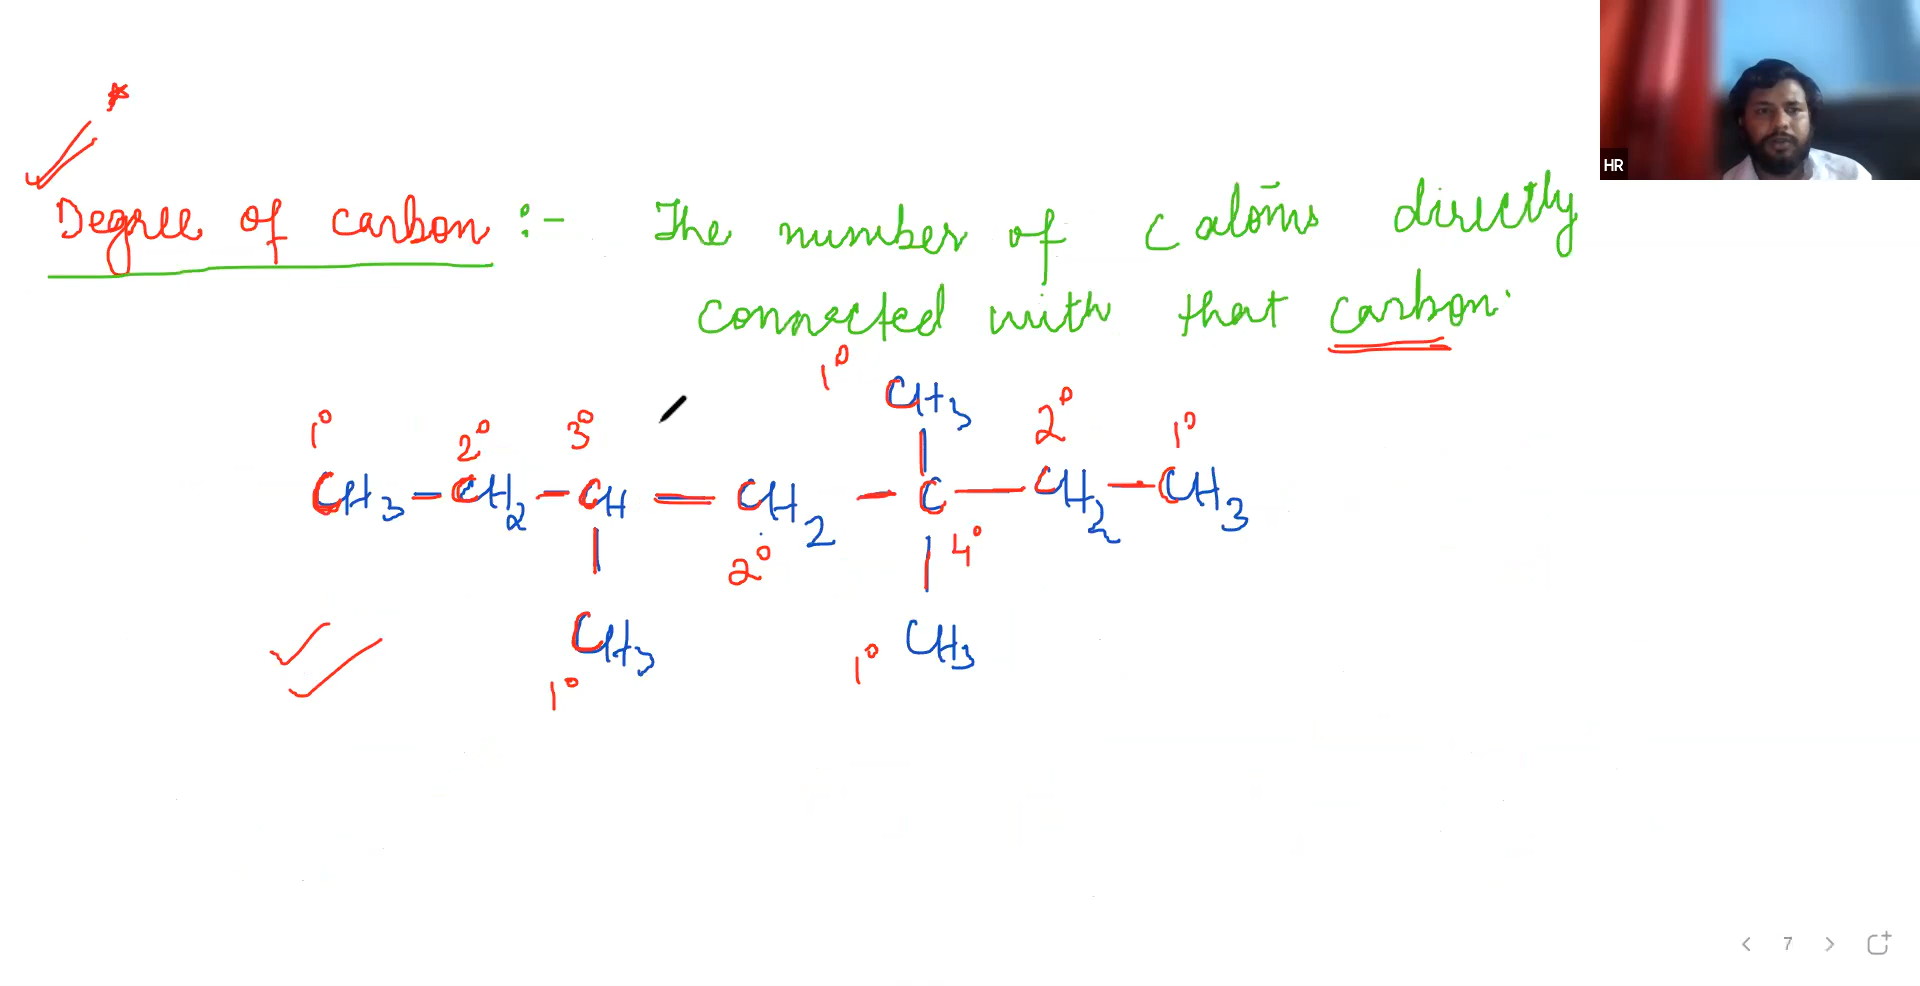 Degree of carbon :- The number of C atoms directly
connected with that carbon.
1° 2° 3° 1° CH3 2° 1°
CH3 - CH2 - CH = CH2 - C - CH2 - CH3
2° 4°
CH3 CH3
1° 1°
HR
7